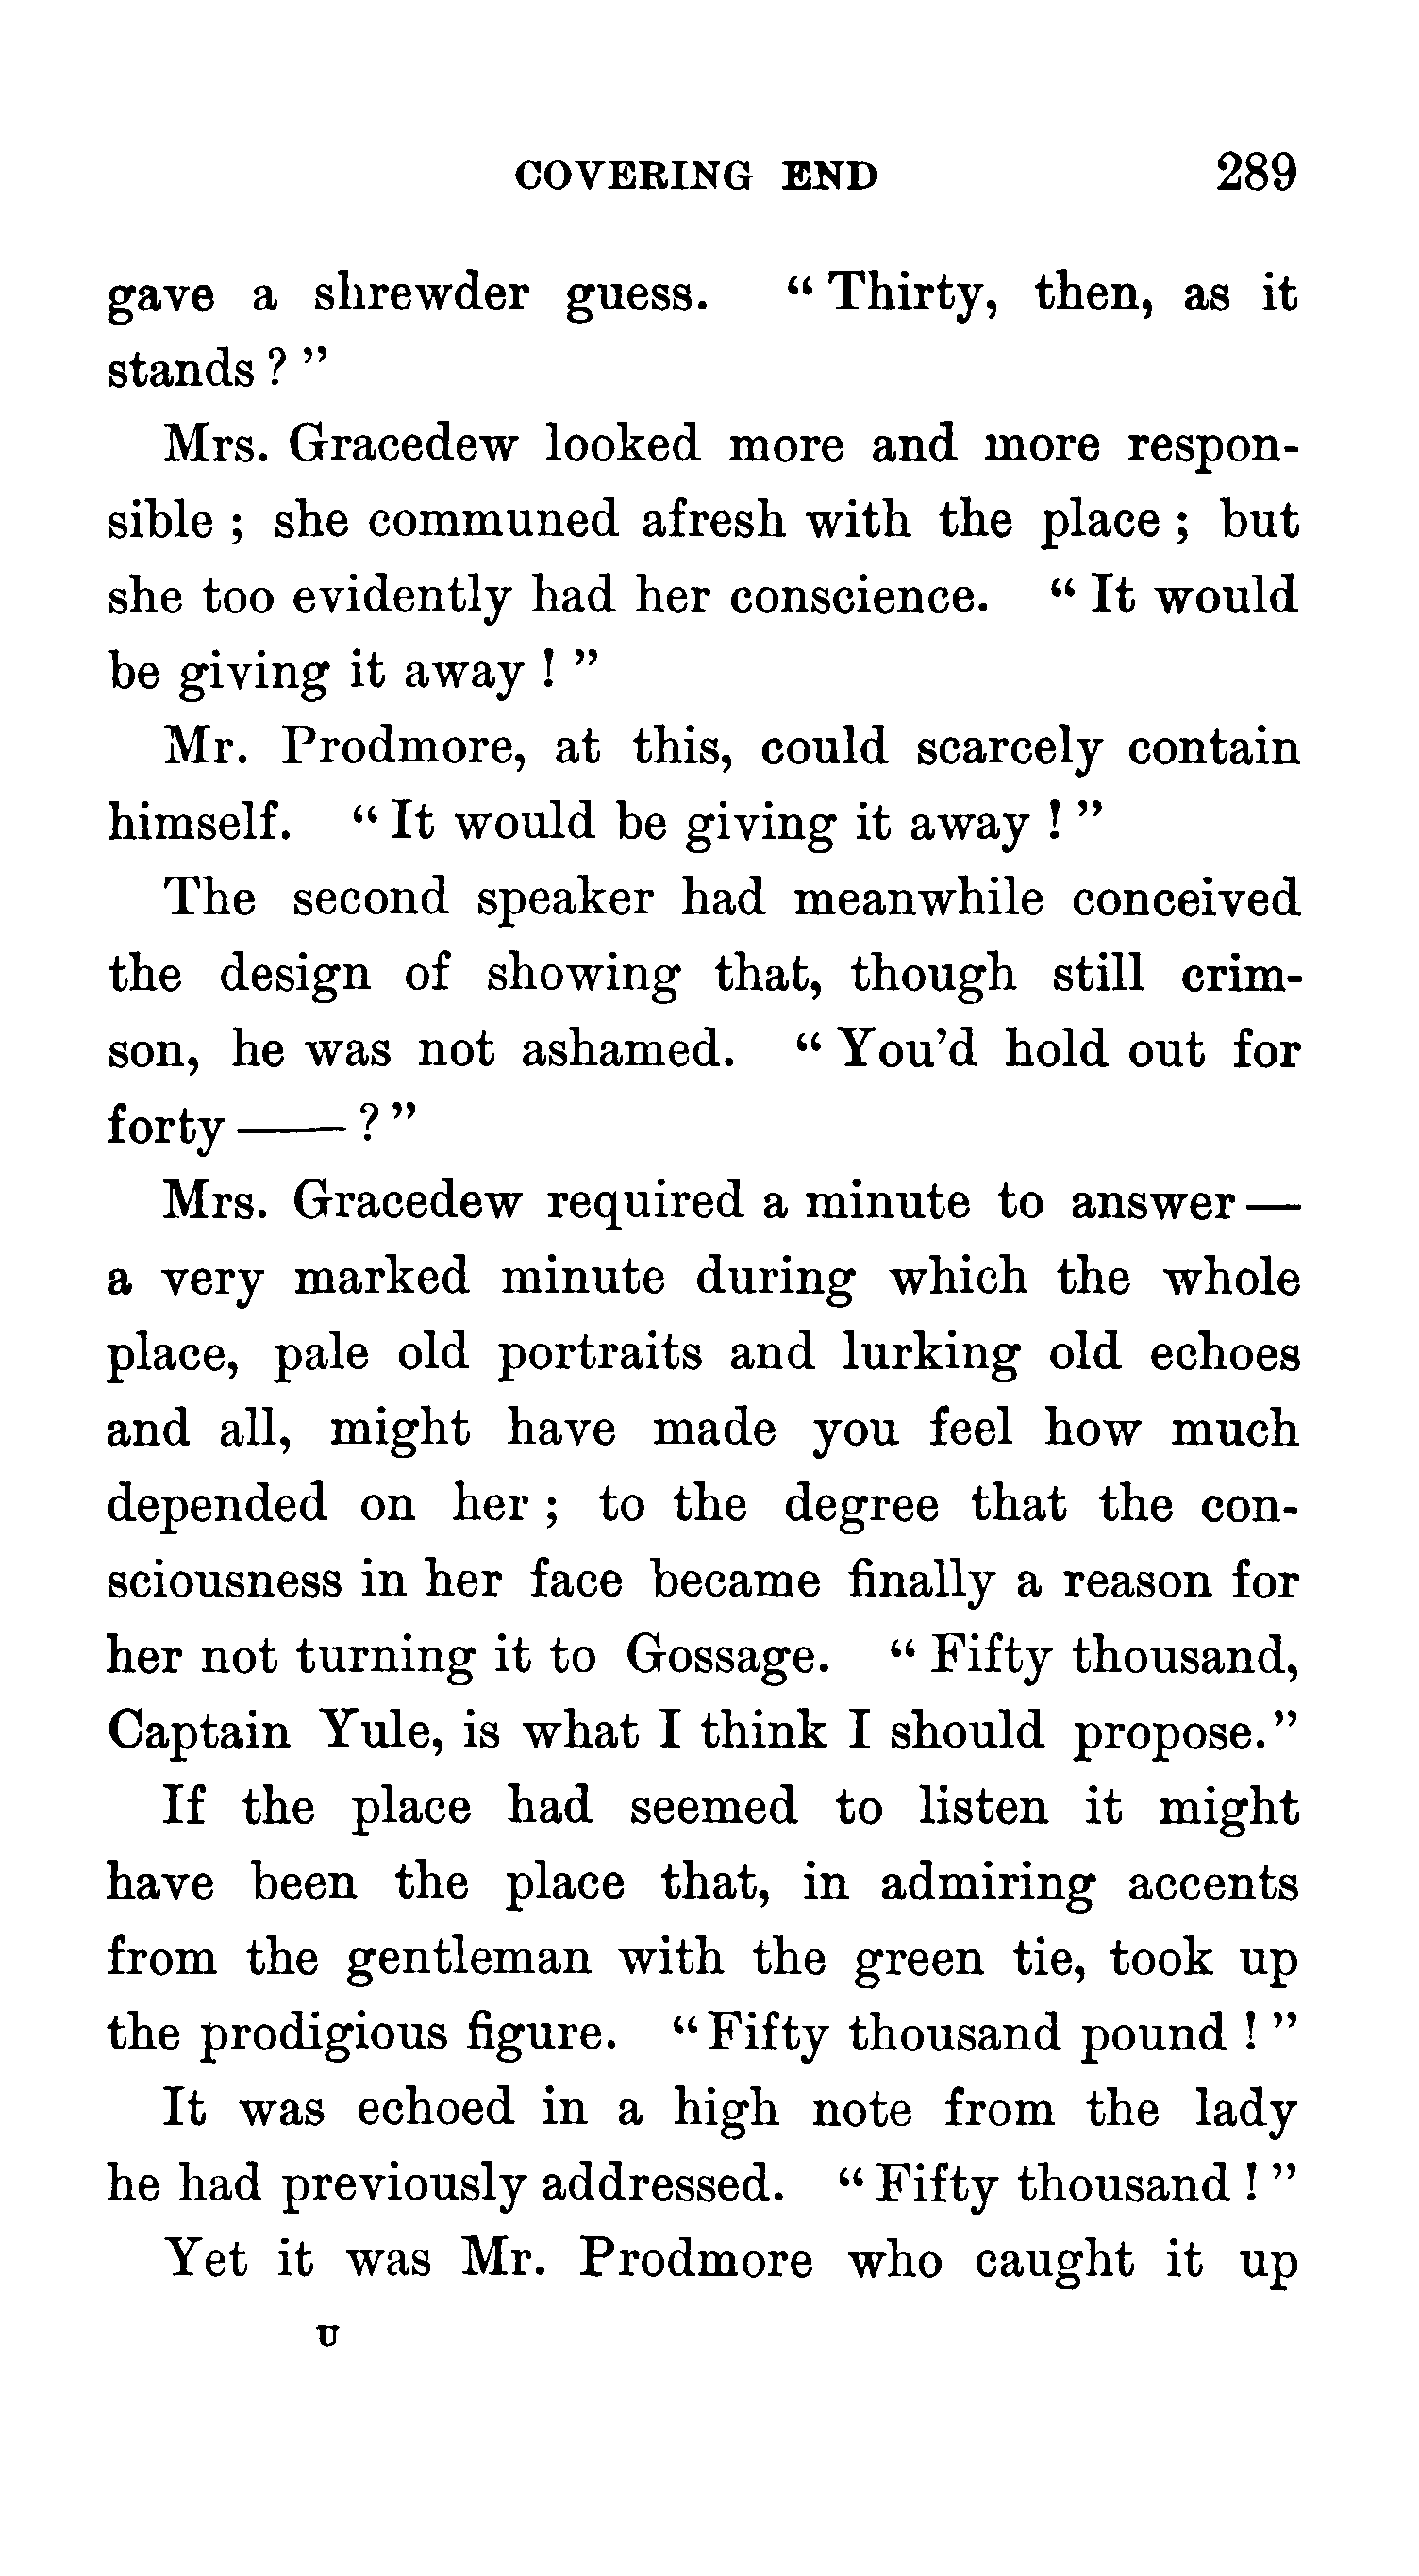 COVERING END 289
gave a shrewder guess. “Thirty, then, as it
stands?”
Mrs. Gracedew looked more and more respon-
sible; she communed afresh with the place; but
she too evidently had her conscience. “It would
be giving it away!”
Mr. Prodmore, at this, could scarcely contain
himself. “It would be giving it away!”
The second speaker had meanwhile conceived
the design of showing that, though still crim-
son, he was not ashamed. “You’d hold out for
forty——?”
Mrs. Gracedew required a minute to answer—
a very marked minute during which the whole
place, pale old portraits and lurking old echoes
and all, might have made you feel how much
depended on her; to the degree that the con-
sciousness in her face became finally a reason for
her not turning it to Gossage. “Fifty thousand,
Captain Yule, is what I think I should propose.”
If the place had seemed to listen it might
have been the place that, in admiring accents
from the gentleman with the green tie, took up
the prodigious figure. “Fifty thousand pound!”
It was echoed in a high note from the lady
he had previously addressed. “Fifty thousand!”
Yet it was Mr. Prodmore who caught it up
U